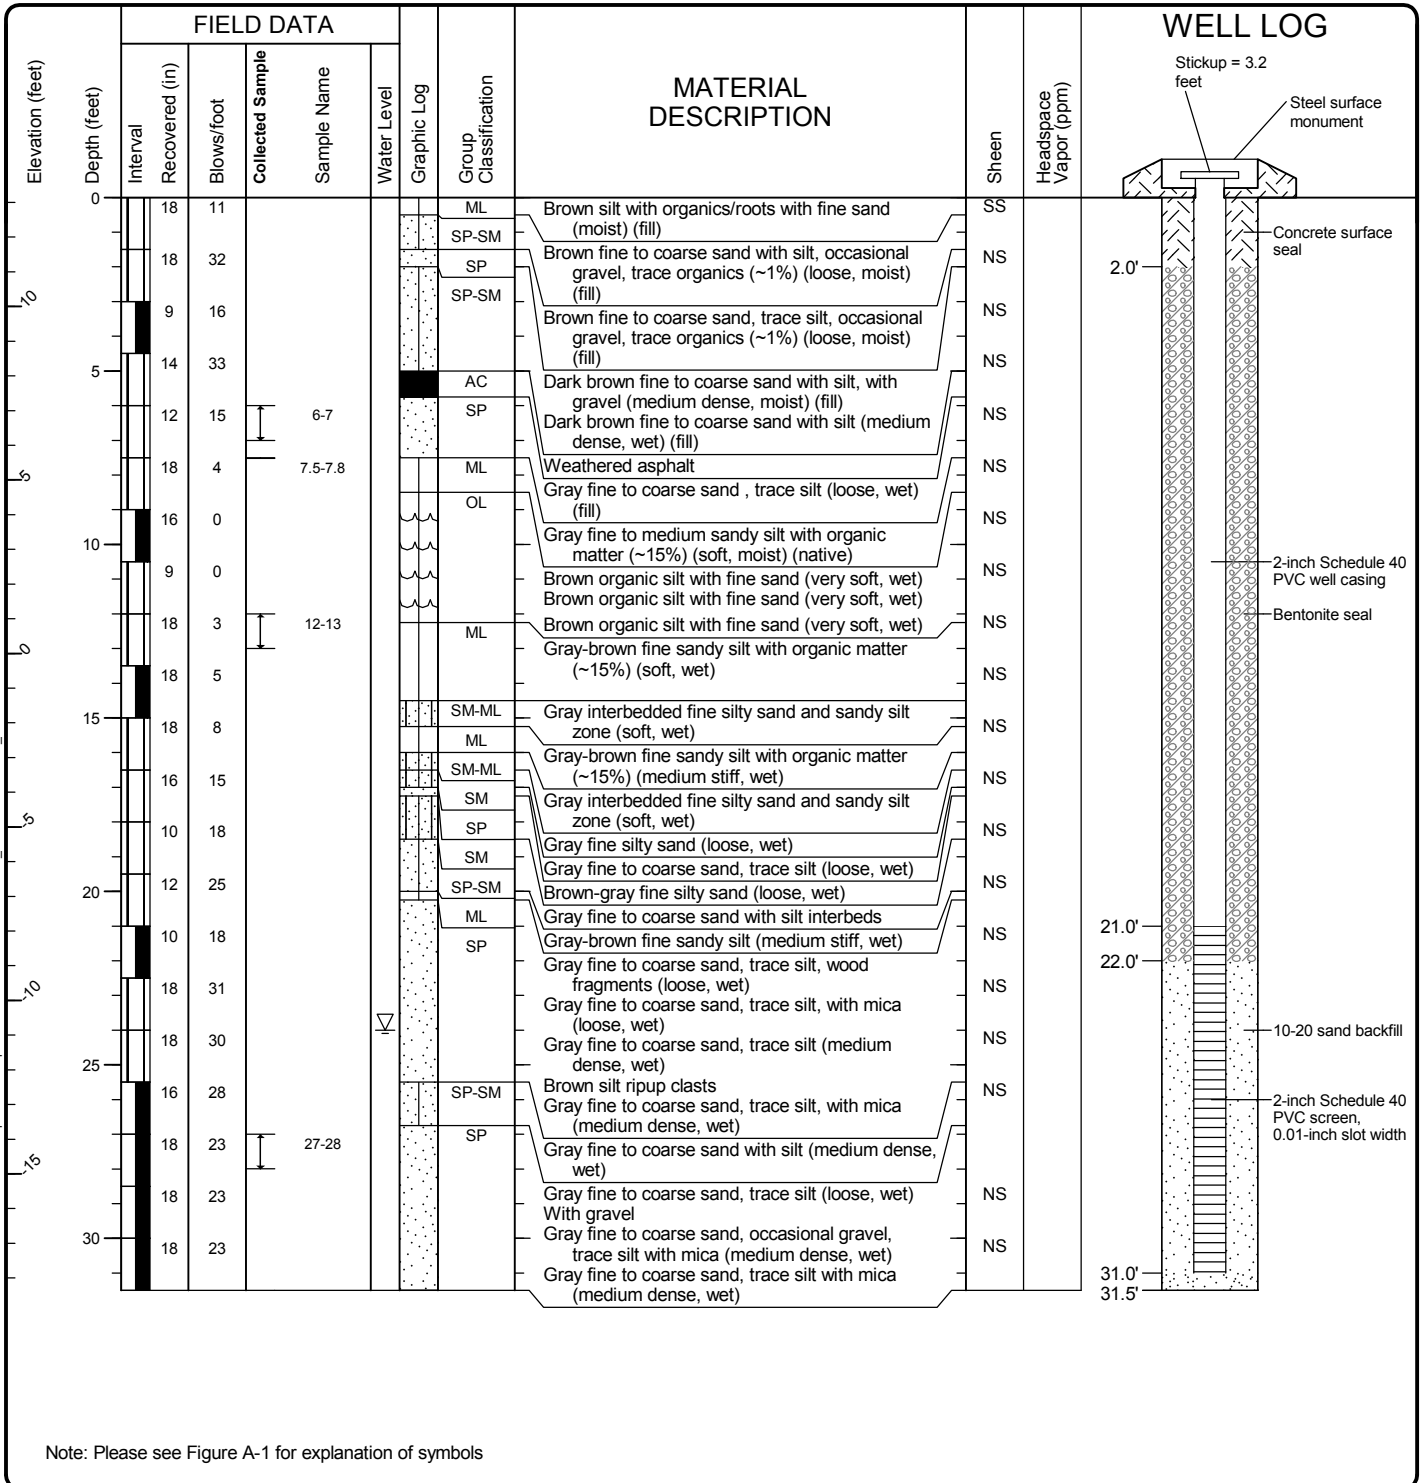 FIELD DATA
WELL LOG
Elevation (feet)
Depth (feet)
Interval
Recovered (in)
Blows/foot
Collected Sample
Sample Name
Water Level
Graphic Log
Group
Classification
MATERIAL
DESCRIPTION
Sheen
Headspace
Vapor (ppm)
Stickup = 3.2
feet
Steel surface
monument
0
18 11
ML
Brown silt with organics/roots with fine sand
(moist) (fill)
SS
SP-SM
Concrete surface
seal
18 32
SP
Brown fine to coarse sand with silt, occasional
gravel, trace organics (~1%) (loose, moist)
(fill)
NS
2.0'
SP-SM
10
9 16
Brown fine to coarse sand, trace silt, occasional
gravel, trace organics (~1%) (loose, moist)
(fill)
NS
14 33
NS
5
AC
Dark brown fine to coarse sand with silt, with
gravel (medium dense, moist) (fill)
12 15 6-7
SP
Dark brown fine to coarse sand with silt (medium
dense, wet) (fill)
NS
18 4 7.5-7.8
ML
Weathered asphalt
NS
5
Gray fine to coarse sand , trace silt (loose, wet)
(fill)
OL
16 0
NS
10
Gray fine to medium sandy silt with organic
matter (~15%) (soft, moist) (native)
9 0
Brown organic silt with fine sand (very soft, wet)
NS
2-inch Schedule 40
PVC well casing
Brown organic silt with fine sand (very soft, wet)
Bentonite seal
18 3 12-13
ML
Brown organic silt with fine sand (very soft, wet)
NS
0
Gray-brown fine sandy silt with organic matter
(~15%) (soft, wet)
18 5
NS
SM-ML
Gray interbedded fine silty sand and sandy silt
zone (soft, wet)
15
18 8
NS
ML
Gray-brown fine sandy silt with organic matter
(~15%) (medium stiff, wet)
16 15
SM-ML
NS
SM
Gray interbedded fine silty sand and sandy silt
zone (soft, wet)
-5
10 18
SP
NS
Gray fine silty sand (loose, wet)
SM
Gray fine to coarse sand, trace silt (loose, wet)
12 25
SP-SM
NS
20
Brown-gray fine silty sand (loose, wet)
ML
Gray fine to coarse sand with silt interbeds
21.0'
10 18
SP
Gray-brown fine sandy silt (medium stiff, wet)
NS
22.0'
Gray fine to coarse sand, trace silt, wood
fragments (loose, wet)
18 31
NS
-10
Gray fine to coarse sand, trace silt, with mica
(loose, wet)
10-20 sand backfill
18 30
Gray fine to coarse sand, trace silt (medium
dense, wet)
NS
25
Brown silt ripup clasts
16 28
SP-SM
NS
2-inch Schedule 40
PVC screen,
0.01-inch slot width
Gray fine to coarse sand, trace silt, with mica
(medium dense, wet)
18 23 27-28
SP
Gray fine to coarse sand with silt (medium dense,
wet)
-15
18 23
Gray fine to coarse sand, trace silt (loose, wet)
NS
With gravel
30
18 23
Gray fine to coarse sand, occasional gravel,
trace silt with mica (medium dense, wet)
NS
Gray fine to coarse sand, trace silt with mica
(medium dense, wet)
31.0'
31.5'
Note: Please see Figure A-1 for explanation of symbols